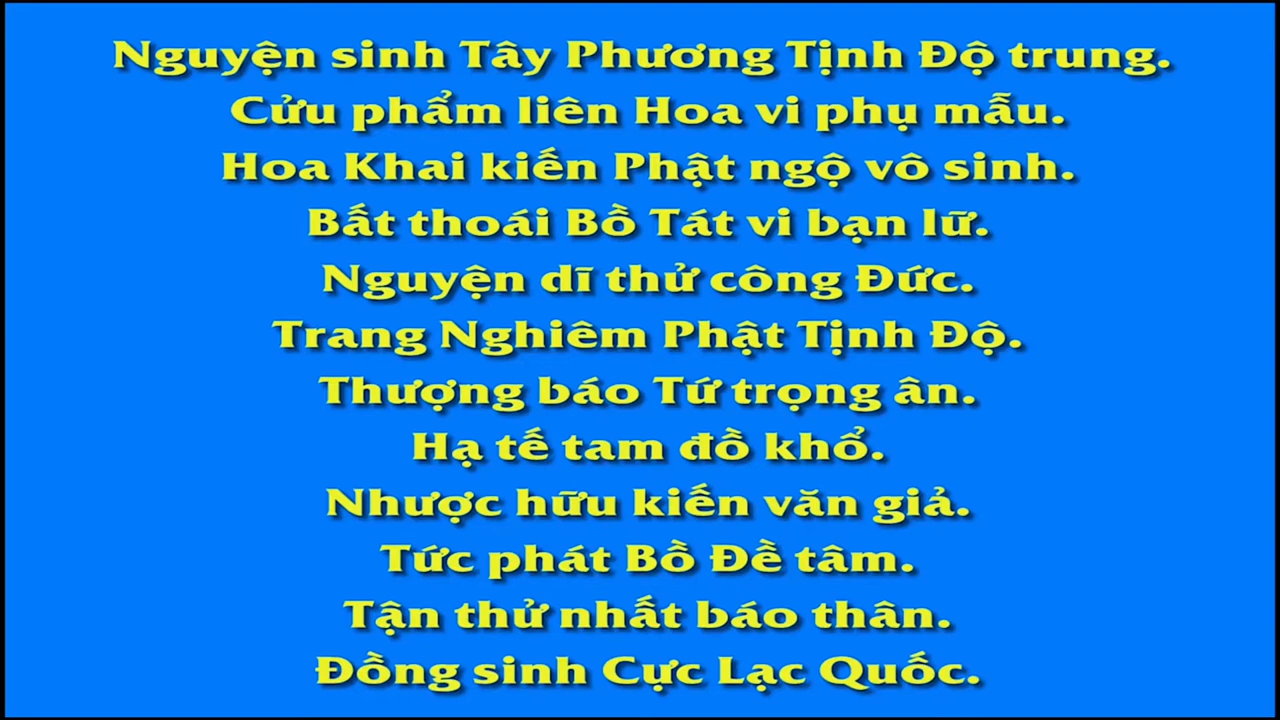 Nguyện sinh Tây Phương Tịnh Độ trung.
Cửu phẩm liên Hoa vi phụ mẫu.
Hoa Khai kiến Phật ngộ vô sinh.
Bất thoái Bồ Tát vi bạn lữ.
Nguyện dĩ thử công Đức.
Trang Nghiêm Phật Tịnh Độ.
Thượng báo Tứ trọng ân.
Hạ tế tam đồ khổ.
Nhược hữu kiến văn giả.
Tức phát Bồ Đề tâm.
Tận thử nhất báo thân.
Đồng sinh Cực Lạc Quốc.